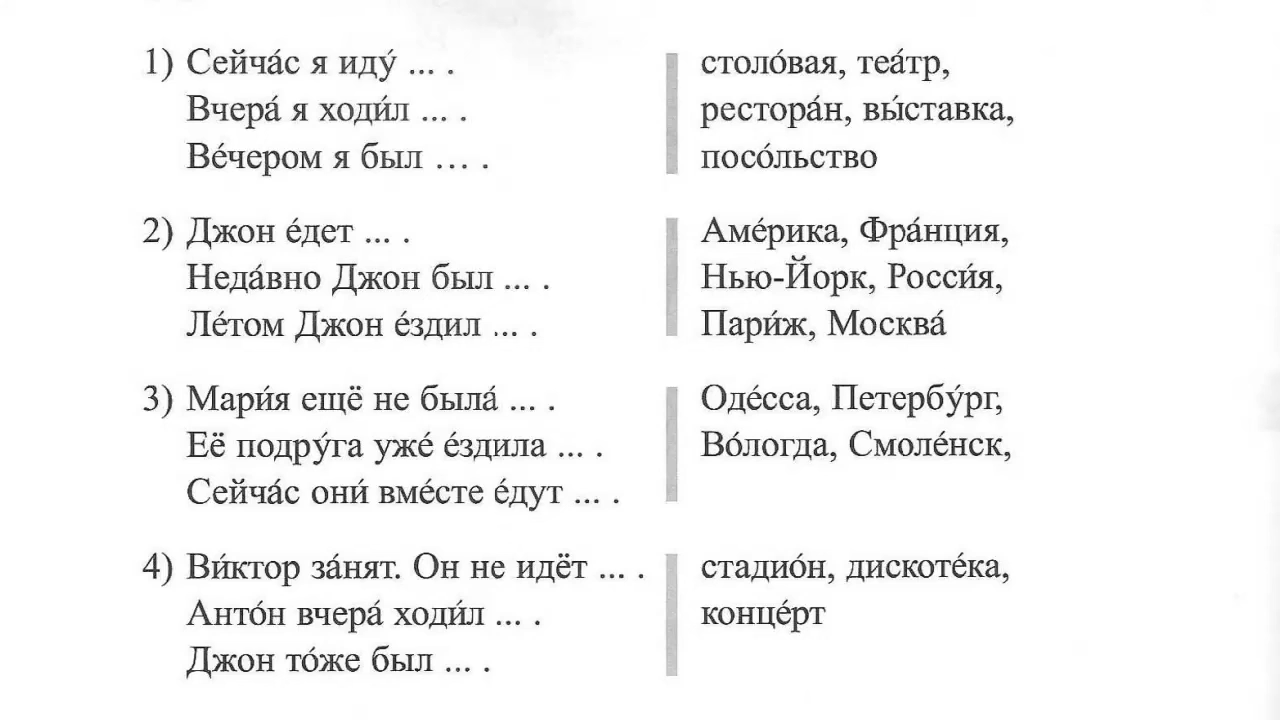 1) Сейча́с я иду́ ... .
Вчера́ я ходи́л ... .
Ве́чером я был ... .
столо́вая, теа́тр,
рестора́н, вы́ставка,
посо́льство
2) Джон е́дет ... .
Неда́вно Джон был ... .
Ле́том Джон е́здил ... .
Аме́рика, Фра́нция,
Нью-Йорк, Росси́я,
Пари́ж, Москва́
3) Мари́я ещё не была́ ... .
Её подру́га уже́ е́здила ... .
Сейча́с они́ вме́сте е́дут ... .
Оде́сса, Петербу́рг,
Во́логда, Смоле́нск,
4) Ви́ктор за́нят. Он не идёт ... .
Анто́н вчера́ ходи́л ... .
Джон то́же был ... .
стадио́н, дискоте́ка,
конце́рт